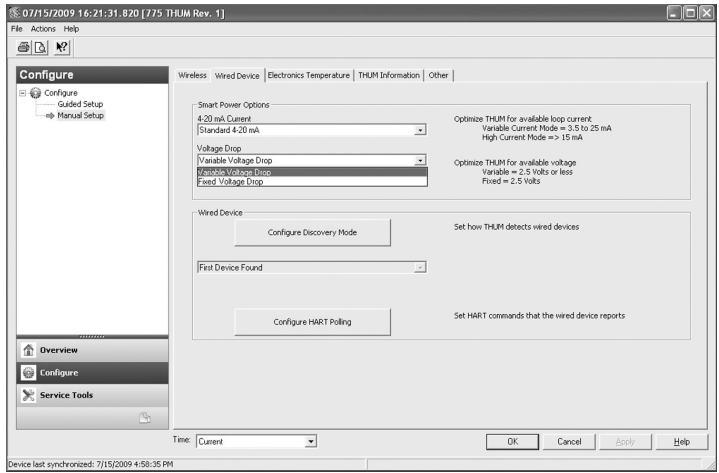 07/15/2009 16:21:31.820 [775 THUM Rev. 1]
File Actions Help
Configure
Configure
Guided Setup
Manual Setup
Overview
Configure
Service Tools
Wireless Wired Device Electronics Temperature THUM Information Other
Smart Power Options
4-20 mA Current
Standard 4-20 mA
Optimize THUM for available loop current
Variable Current Mode = 3.5 to 25 mA
High Current Mode => 15 mA
Voltage Drop
Variable Voltage Drop
Variable Voltage Drop
Fixed Voltage Drop
Optimize THUM for available voltage
Variable = 2.5 Volts or less
Fixed = 2.5 Volts
Wired Device
Configure Discovery Mode
Set how THUM detects wired devices
First Device Found
Configure HART Polling
Set HART commands that the wired device reports
Time: Current
OK Cancel Apply Help
Device last synchronized: 7/15/2009 4:58:35 PM